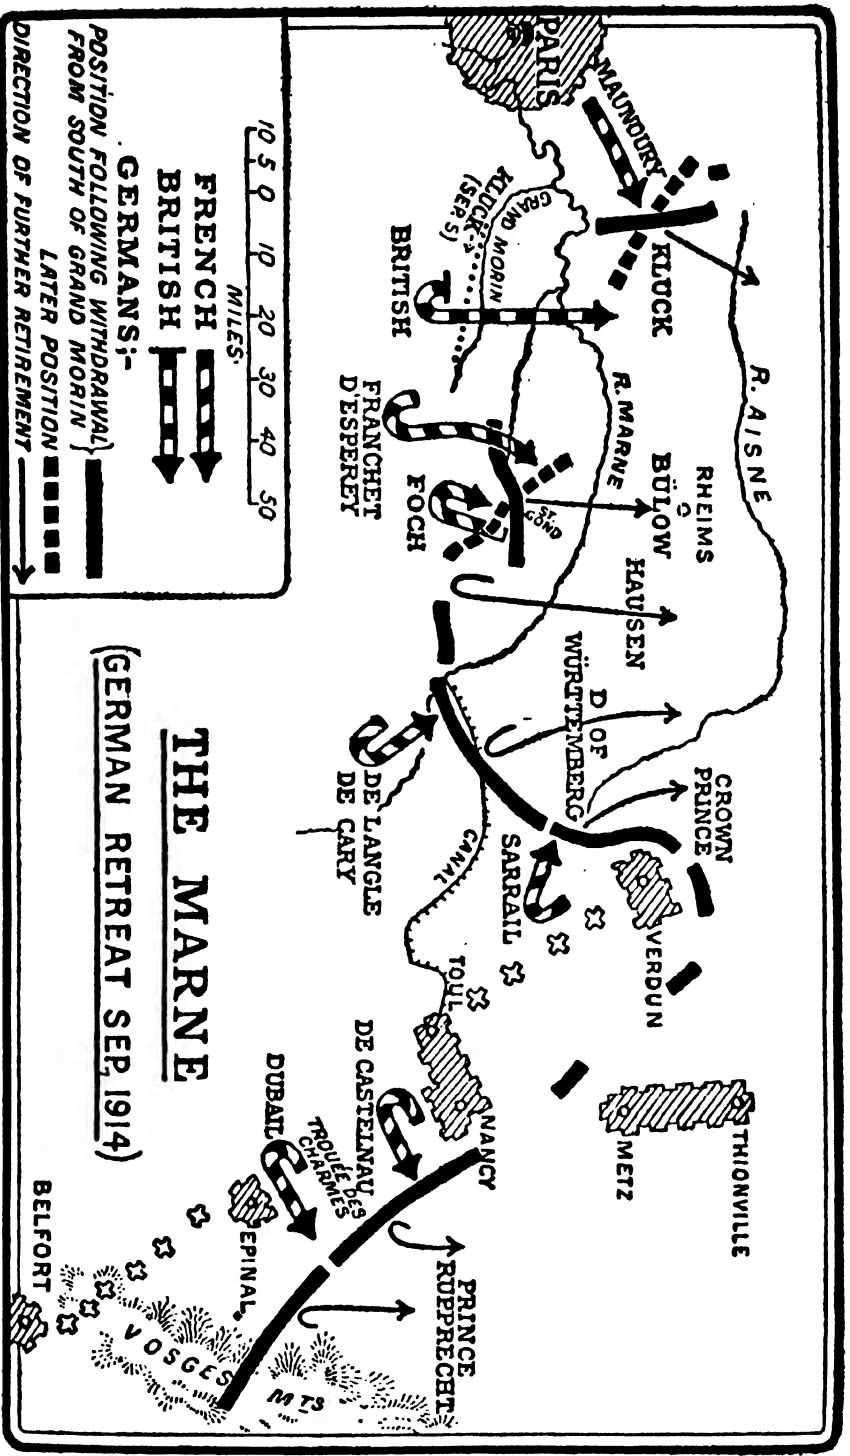 PARIS
MAUNOURY
KLUCK
R. AISNE
GRAND MORIN
KLUCK→
(SEP. 5)
BRITISH
R. MARNE
RHEIMS
BÜLOW
FRANCHET
D'ESPEREY
FOCH
ST.
GOND
HAUSEN
D OF
WÜRTTEMBERG
CROWN
PRINCE
VERDUN
SARRAIL
DE LANGLE
DE CARY
CANAL
TOUL
NANCY
METZ
THIONVILLE
DE CASTELNAU
DUBAIL
TROUÉE DES
CHARMES
EPINAL
PRINCE
RUPPRECHT
VOSGES MTS
BELFORT
10 5 0 10 20 30 40 50
MILES.
FRENCH
BRITISH
GERMANS;-
POSITION FOLLOWING WITHDRAWAL
FROM SOUTH OF GRAND MORIN
LATER POSITION
DIRECTION OF FURTHER RETIREMENT
THE MARNE
(GERMAN RETREAT SEP, 1914)